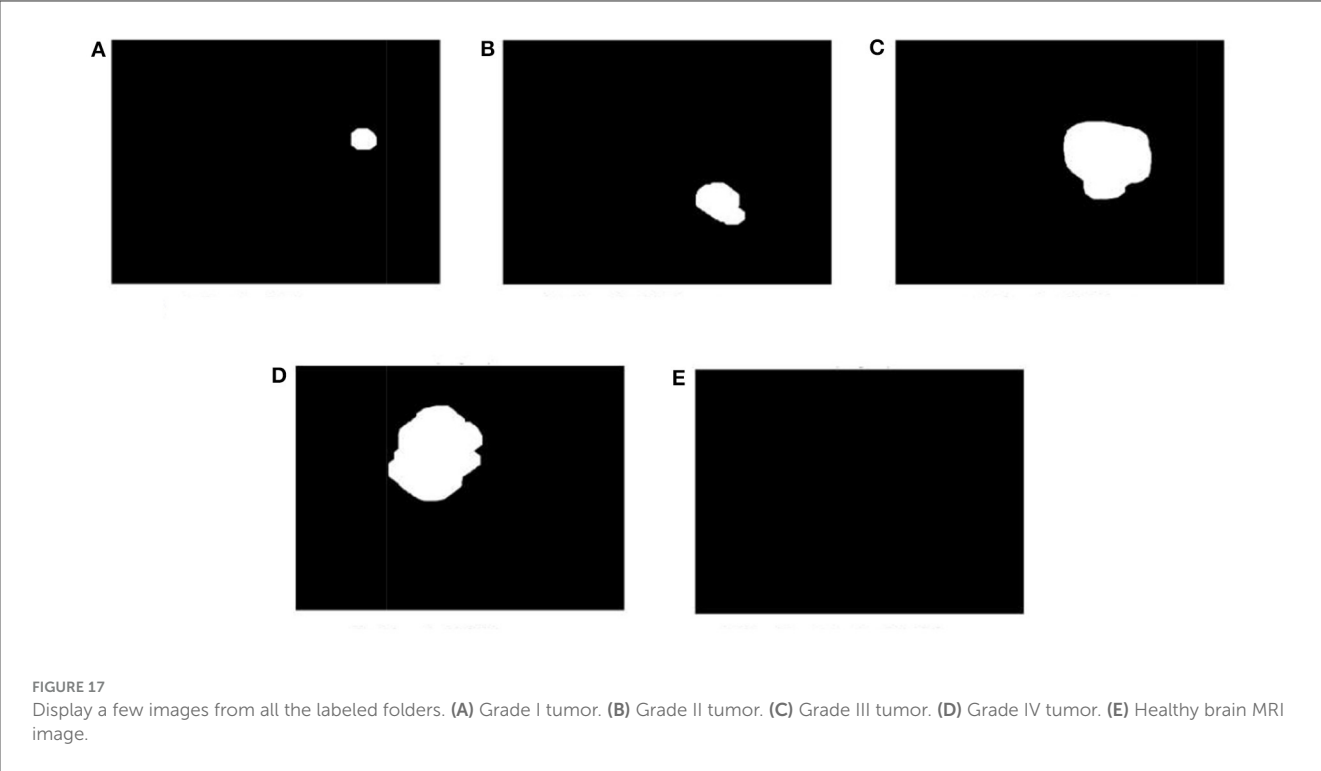 A
B
C
D
E
FIGURE 17
Display a few images from all the labeled folders. (A) Grade I tumor. (B) Grade II tumor. (C) Grade III tumor. (D) Grade IV tumor. (E) Healthy brain MRI
image.